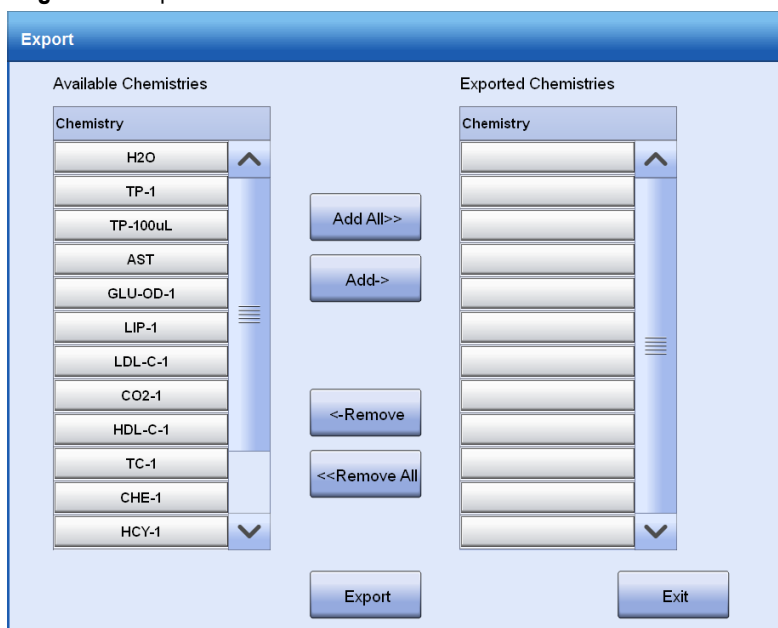 Export
Available Chemistries
Exported Chemistries
Chemistry
Chemistry
H2O
TP-1
TP-100uL
AST
GLU-OD-1
LIP-1
LDL-C-1
CO2-1
HDL-C-1
TC-1
CHE-1
HCY-1
Add All>>
Add->
<-Remove
<<Remove All
Export
Exit